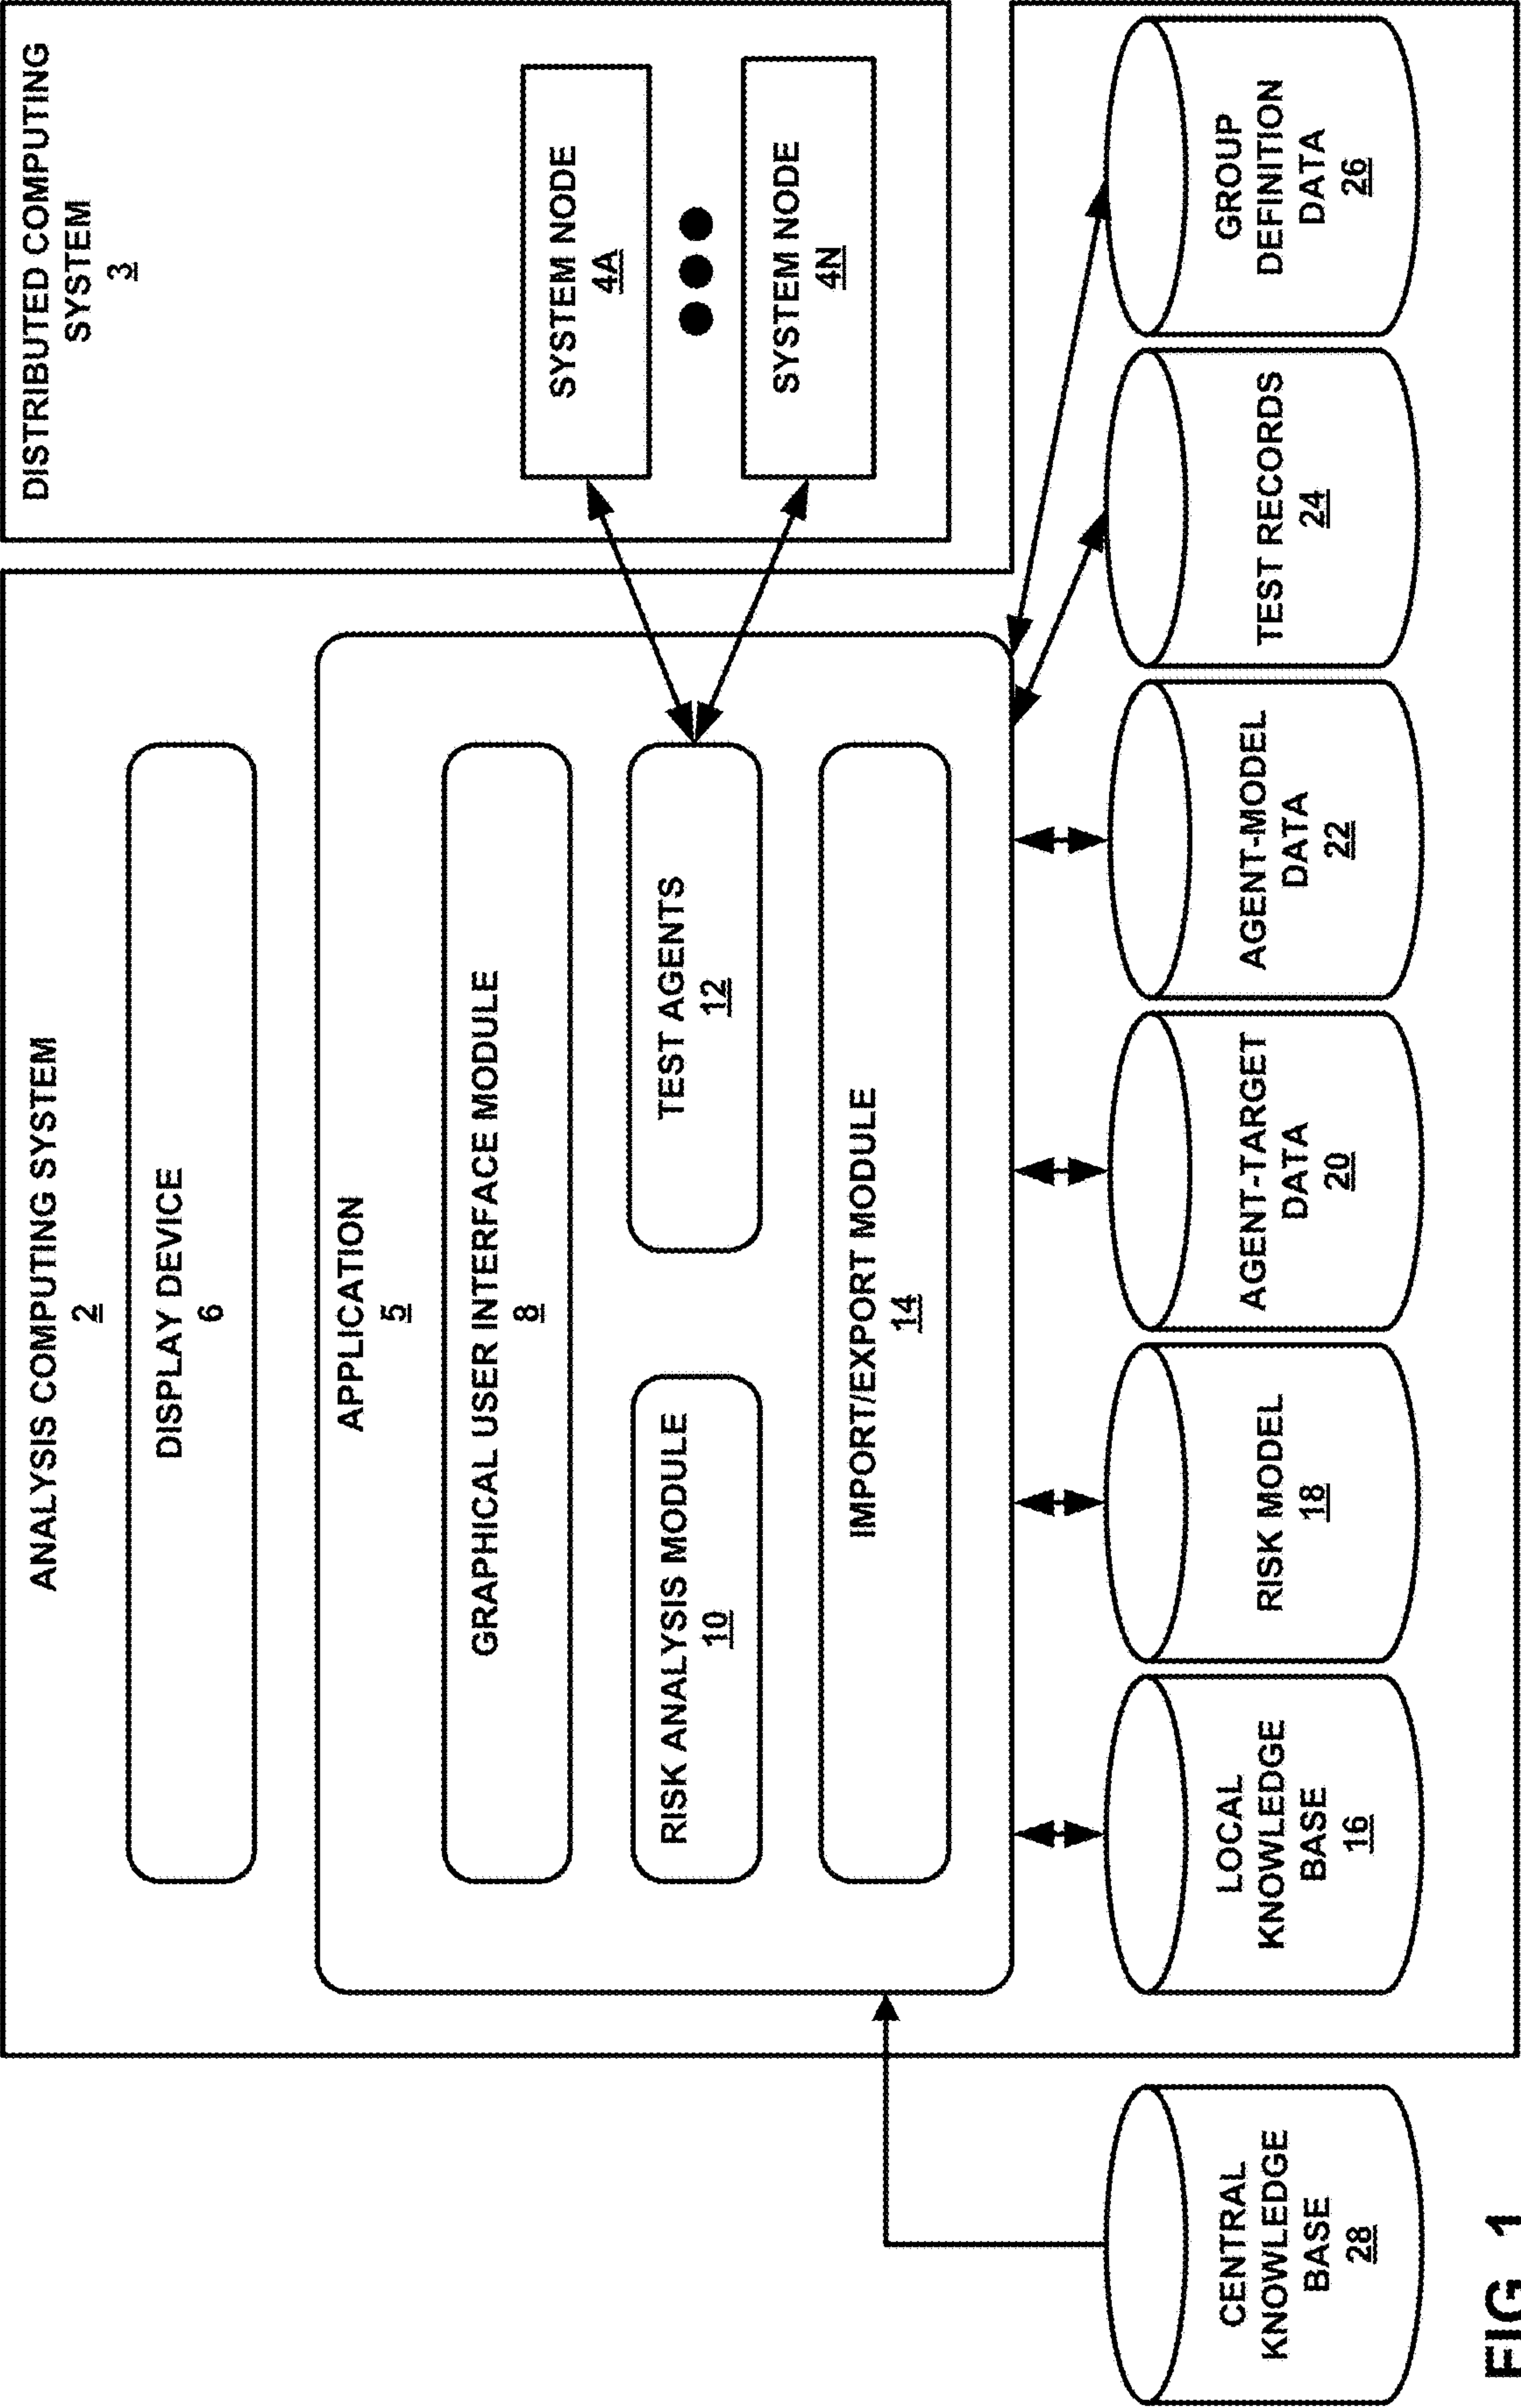 ANALYSIS COMPUTING SYSTEM
2
DISPLAY DEVICE
6
APPLICATION
5
GRAPHICAL USER INTERFACE MODULE
8
RISK ANALYSIS MODULE
10
TEST AGENTS
12
IMPORT/EXPORT MODULE
14
DISTRIBUTED COMPUTING
SYSTEM
3
SYSTEM NODE
4A
SYSTEM NODE
4N
CENTRAL
KNOWLEDGE
BASE
28
LOCAL
KNOWLEDGE
BASE
16
RISK MODEL
18
AGENT-TARGET
DATA
20
AGENT-MODEL
DATA
22
TEST RECORDS
24
GROUP
DEFINITION
DATA
26
FIG. 1